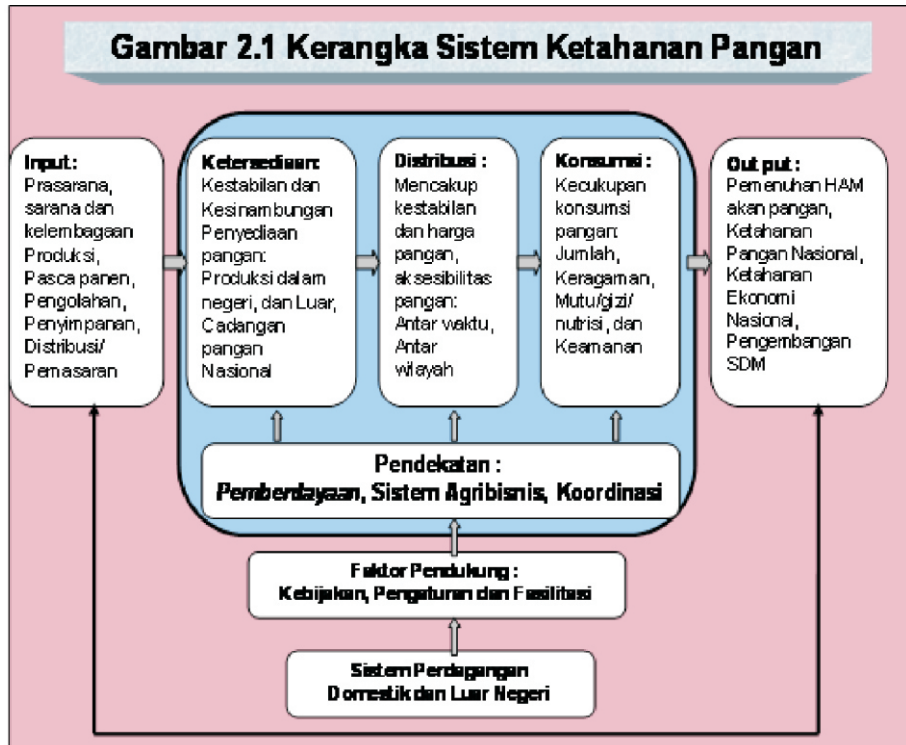 Gambar 2.1 Kerangka Sistem Ketahanan Pangan
Input :
Prasarana,
sarana dan
kelembagaan
Produksi,
Pasca panen,
Pengolahan,
Penyimpanan,
Distribusi/
Pemasaran
Ketersediaan:
Kestabilan dan
Kesinambungan
Penyediaan
pangan:
Produksi dalam
negeri, dan Luar,
Cadangan
pangan
Nasional
Distribusi :
Mencakup
kestabilan
dan harga
pangan,
aksesibilitas
pangan:
Antar waktu,
Antar
wilayah
Konsumsi :
Kecukupan
konsumsi
pangan:
Jumlah,
Keragaman,
Mutu/gizi/
nutrisi, dan
Keamanan
Out put :
Pemenuhan HAM
akan pangan,
Ketahanan
Pangan Nasional,
Ketahanan
Ekonomi
Nasional,
Pengembangan
SDM
Pendekatan :
Pemberdayaan, Sistem Agribisnis, Koordinasi
Faktor Pendukung :
Kebijakan, Pengaturan dan Fasilitasi
Sistem Perdagangan
Domestik dan Luar Negeri